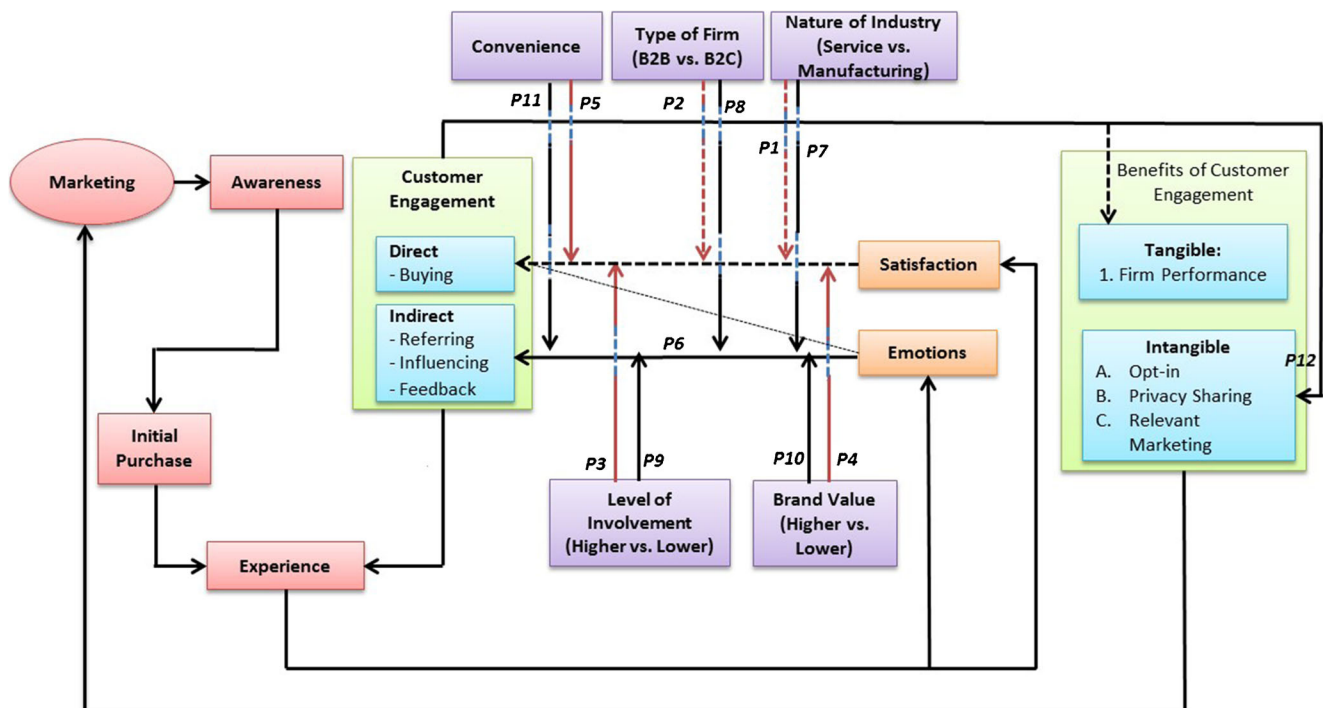 Convenience
Type of Firm
(B2B vs. B2C)
Nature of Industry
(Service vs.
Manufacturing)
P11
P5
P2
P8
P1
P7
Marketing
Awareness
Customer
Engagement
Direct
- Buying
Indirect
- Referring
- Influencing
- Feedback
P6
Satisfaction
Emotions
Benefits of Customer
Engagement
Tangible:
1. Firm Performance
Intangible
A. Opt-in
B. Privacy Sharing
C. Relevant
Marketing
P12
Initial
Purchase
Experience
P3
P9
P10
P4
Level of
Involvement
(Higher vs. Lower)
Brand Value
(Higher vs.
Lower)